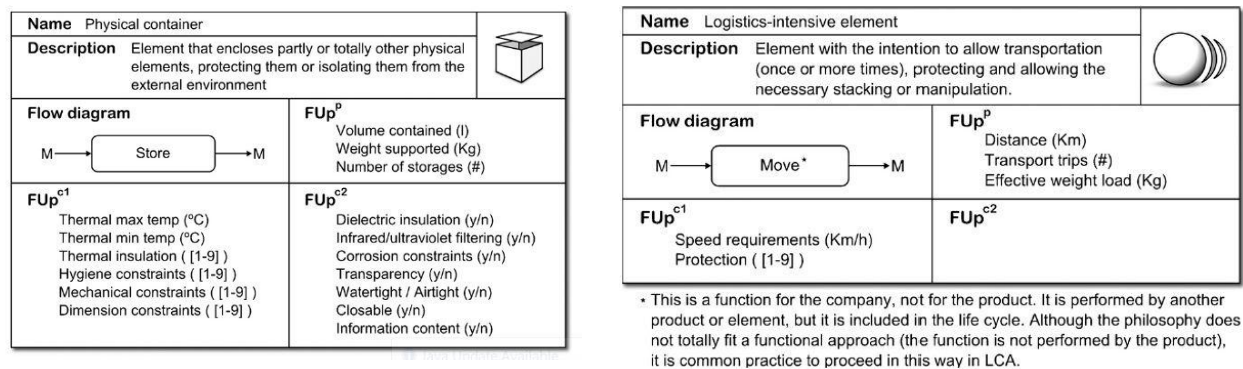 Name Physical container
Description Element that encloses partly or totally other physical
elements, protecting them or isolating them from the
external environment
Flow diagram
M Store M
FUp^p
Volume contained (l)
Weight supported (Kg)
Number of storages (#)
FUp^c1
Thermal max temp (ºC)
Thermal min temp (ºC)
Thermal insulation ( [1-9] )
Hygiene constraints ( [1-9] )
Mechanical constraints ( [1-9] )
Dimension constraints ( [1-9] )
FUp^c2
Dielectric insulation (y/n)
Infrared/ultraviolet filtering (y/n)
Corrosion constraints (y/n)
Transparency (y/n)
Watertight / Airtight (y/n)
Closable (y/n)
Information content (y/n)
Java Update Available
Name Logistics-intensive element
Description Element with the intention to allow transportation
(once or more times), protecting and allowing the
necessary stacking or manipulation.
Flow diagram
M Move* M
FUp^p
Distance (Km)
Transport trips (#)
Effective weight load (Kg)
FUp^c1
Speed requirements (Km/h)
Protection ( [1-9] )
FUp^c2
* This is a function for the company, not for the product. It is performed by another
product or element, but it is included in the life cycle. Although the philosophy does
not totally fit a functional approach (the function is not performed by the product),
it is common practice to proceed in this way in LCA.